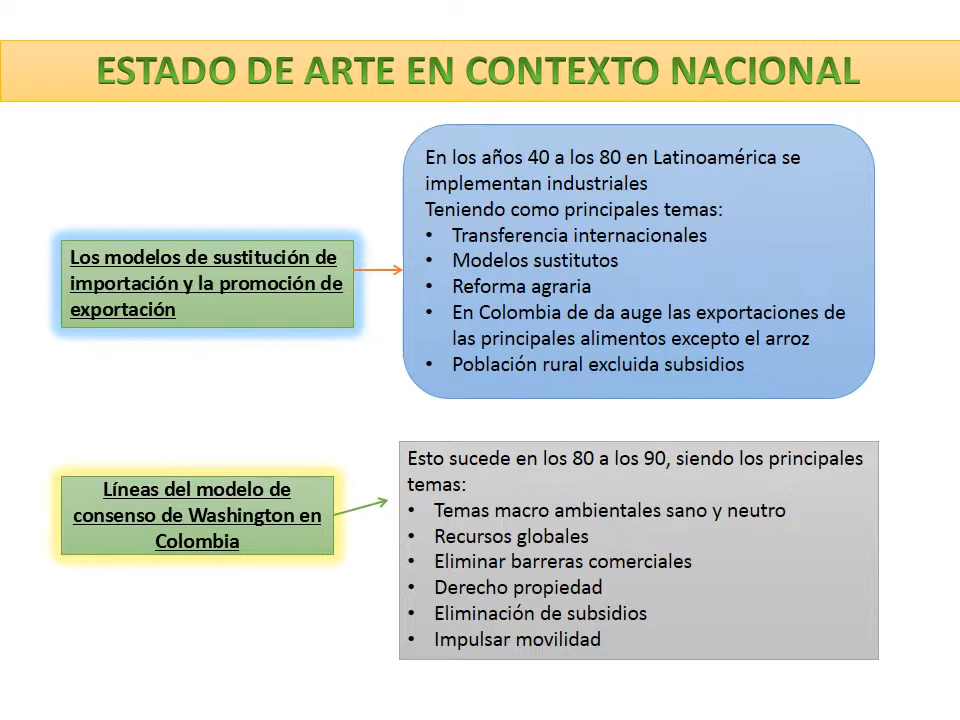 ESTADO DE ARTE EN CONTEXTO NACIONAL
Los modelos de sustitución de
importación y la promoción de
exportación
En los años 40 a los 80 en Latinoamérica se
implementan industriales
Teniendo como principales temas:
• Transferencia internacionales
• Modelos sustitutos
• Reforma agraria
• En Colombia de da auge las exportaciones de
las principales alimentos excepto el arroz
• Población rural excluida subsidios
Líneas del modelo de
consenso de Washington en
Colombia
Esto sucede en los 80 a los 90, siendo los principales
temas:
• Temas macro ambientales sano y neutro
• Recursos globales
• Eliminar barreras comerciales
• Derecho propiedad
• Eliminación de subsidios
• Impulsar movilidad